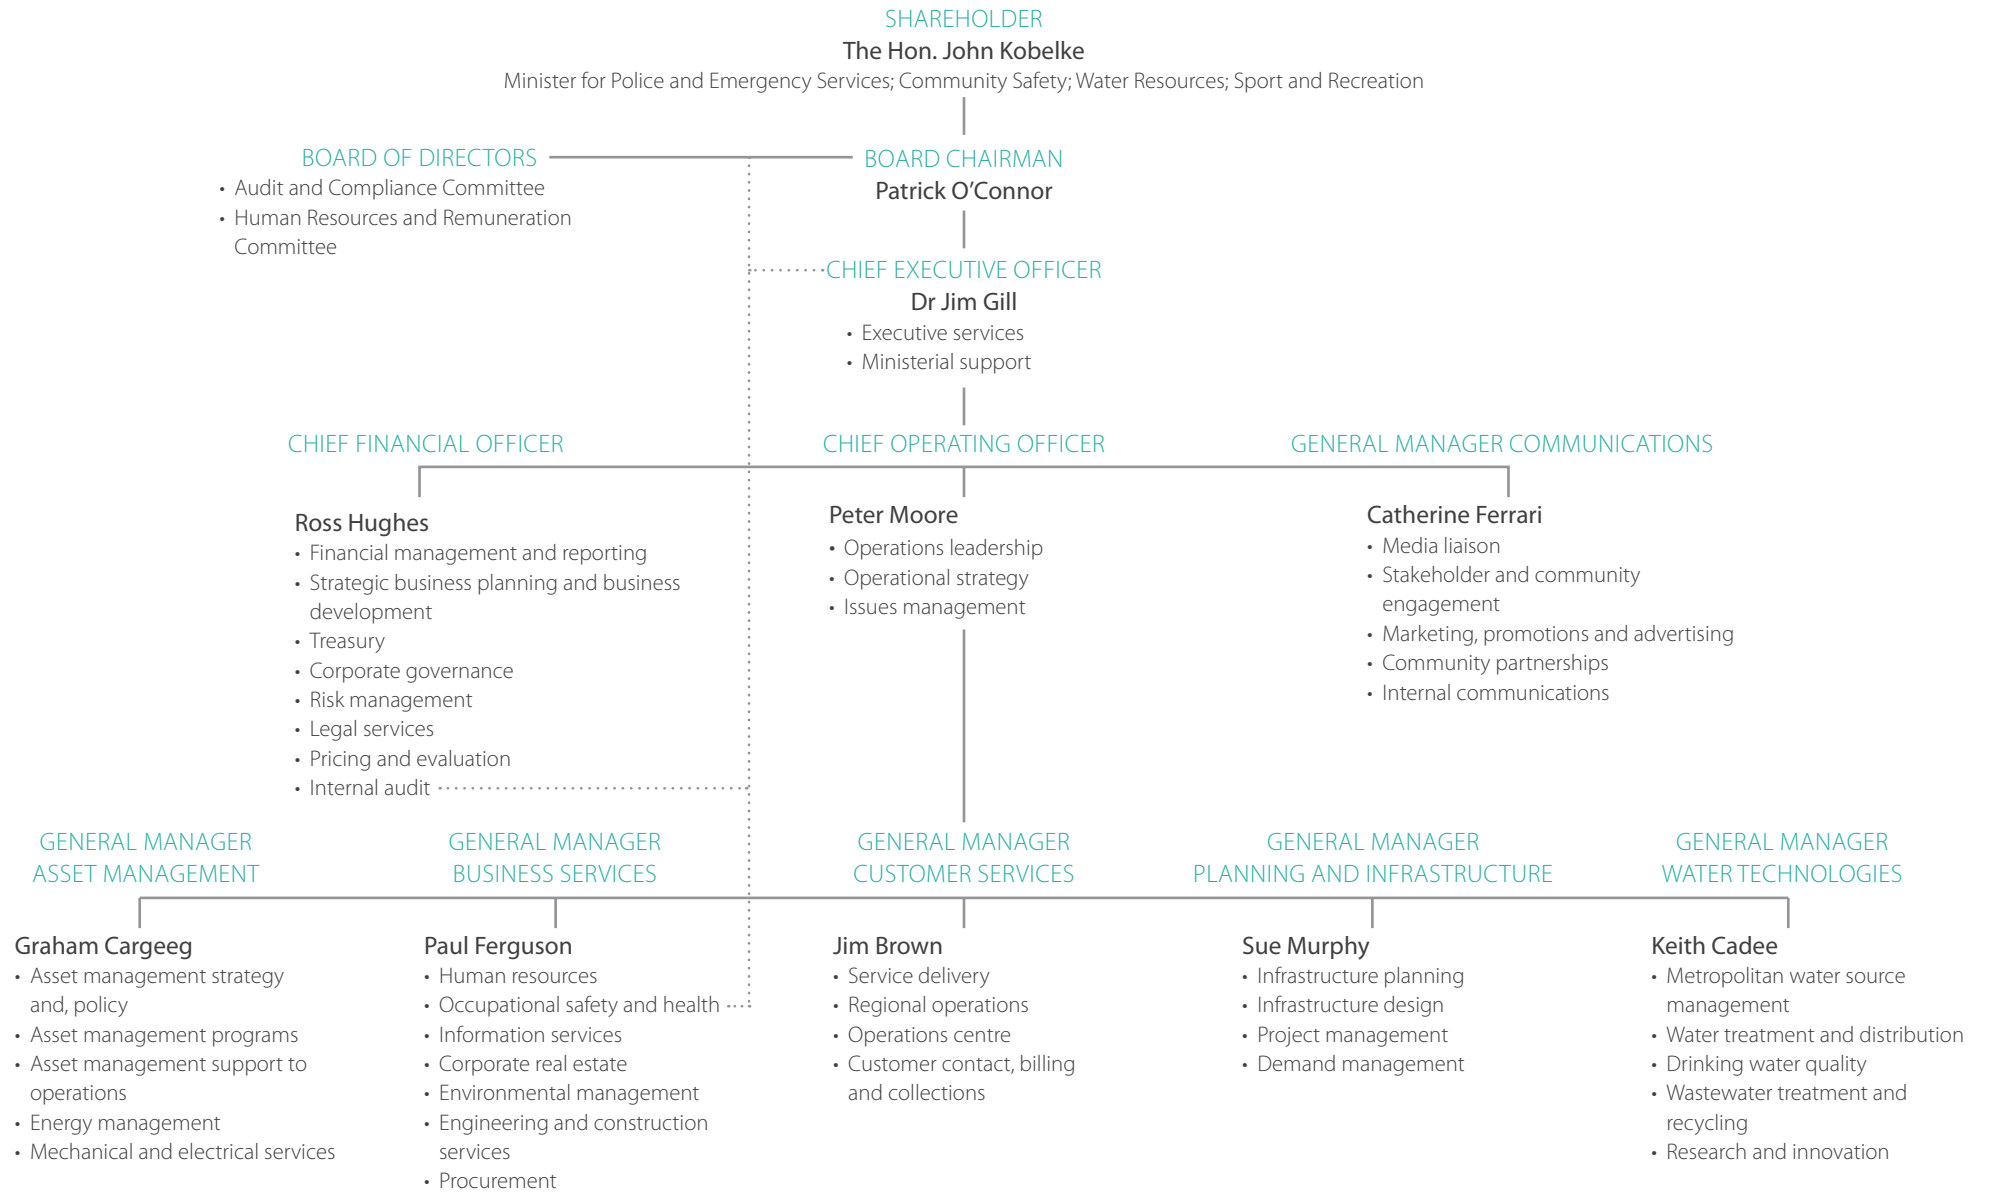 SHAREHOLDER
The Hon. John Kobelke
Minister for Police and Emergency Services; Community Safety; Water Resources; Sport and Recreation
BOARD OF DIRECTORS
• Audit and Compliance Committee
• Human Resources and Remuneration
Committee
BOARD CHAIRMAN
Patrick O’Connor
CHIEF EXECUTIVE OFFICER
Dr Jim Gill
• Executive services
• Ministerial support
CHIEF FINANCIAL OFFICER
Ross Hughes
• Financial management and reporting
• Strategic business planning and business
development
• Treasury
• Corporate governance
• Risk management
• Legal services
• Pricing and evaluation
• Internal audit
CHIEF OPERATING OFFICER
Peter Moore
• Operations leadership
• Operational strategy
• Issues management
GENERAL MANAGER COMMUNICATIONS
Catherine Ferrari
• Media liaison
• Stakeholder and community
engagement
• Marketing, promotions and advertising
• Community partnerships
• Internal communications
GENERAL MANAGER
ASSET MANAGEMENT
Graham Cargeeg
• Asset management strategy
and, policy
• Asset management programs
• Asset management support to
operations
• Energy management
• Mechanical and electrical services
GENERAL MANAGER
BUSINESS SERVICES
Paul Ferguson
• Human resources
• Occupational safety and health
• Information services
• Corporate real estate
• Environmental management
• Engineering and construction
services
• Procurement
GENERAL MANAGER
CUSTOMER SERVICES
Jim Brown
• Service delivery
• Regional operations
• Operations centre
• Customer contact, billing
and collections
GENERAL MANAGER
PLANNING AND INFRASTRUCTURE
Sue Murphy
• Infrastructure planning
• Infrastructure design
• Project management
• Demand management
GENERAL MANAGER
WATER TECHNOLOGIES
Keith Cadee
• Metropolitan water source
management
• Water treatment and distribution
• Drinking water quality
• Wastewater treatment and
recycling
• Research and innovation